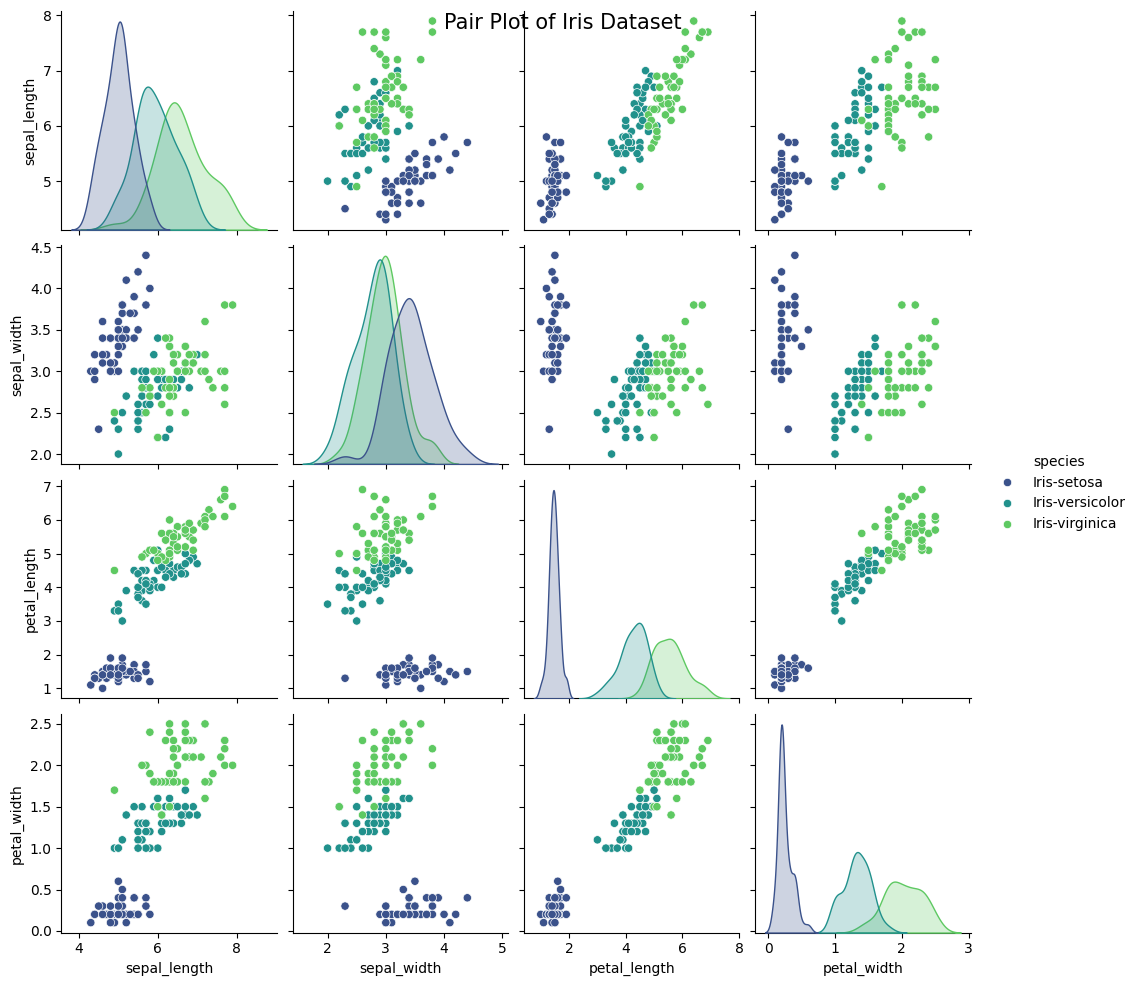 Pair Plot of Iris Dataset
8
7
6
5
sepal_length
4.5
4.0
3.5
3.0
2.5
2.0
sepal_width
7
6
5
4
3
2
1
petal_length
2.5
2.0
1.5
1.0
0.5
0.0
petal_width
4 6 8
sepal_length
2 3 4 5
sepal_width
2 4 6 8
petal_length
0 1 2 3
petal_width
species
Iris-setosa
Iris-versicolor
Iris-virginica